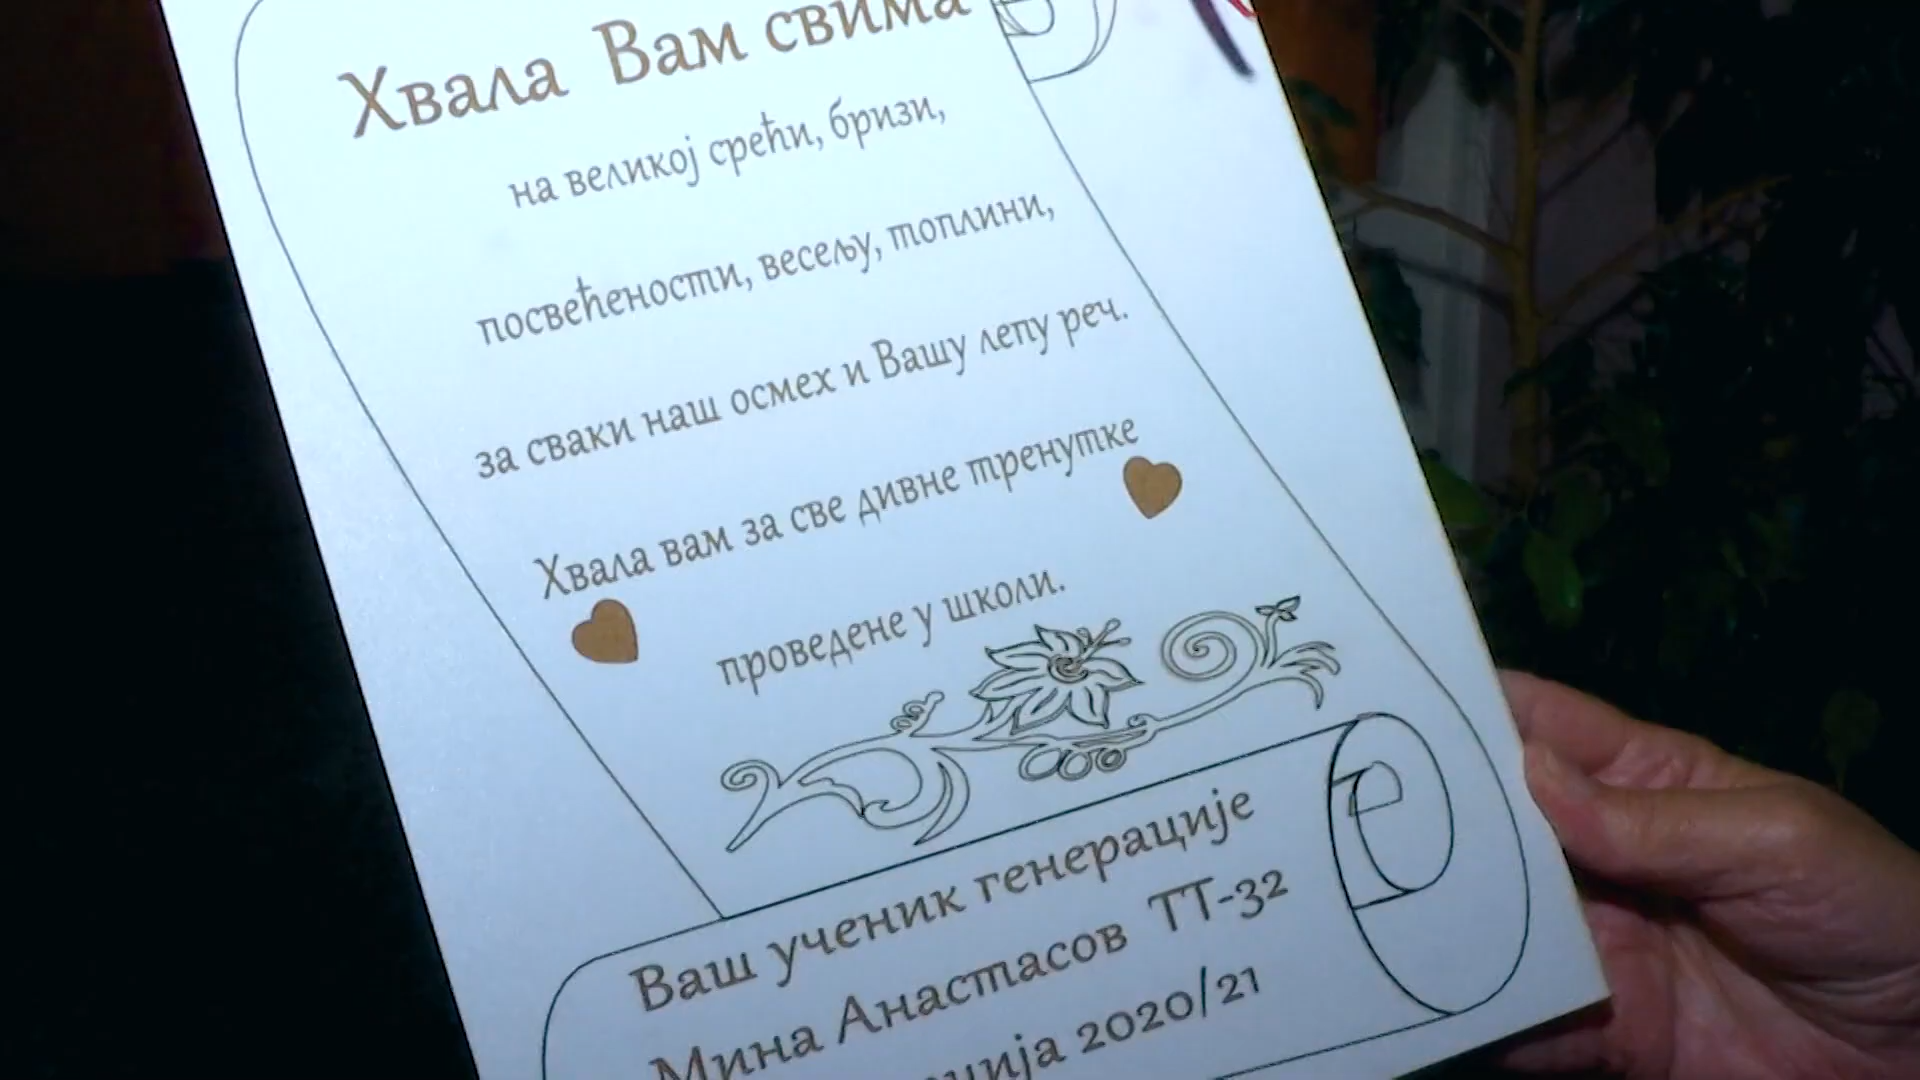 Хвала Вам свима
на великој срећи, бризи,
посвећености, весељу, топлини,
за сваки наш осмех и Вашу лепу реч.
Хвала вам за све дивне тренутке
проведене у школи.
Ваш ученик генерације
Мина Анастасов ТТ-32
2020/21